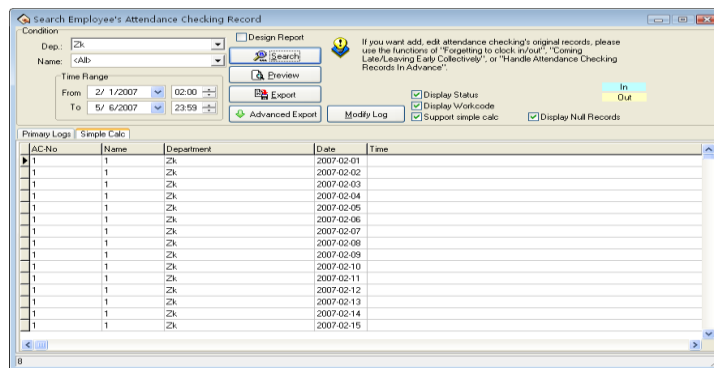 Search Employee's Attendance Checking Record
Condition
Dep.: Zk
Name: <All>
Time Range
From 2/ 1/2007 02:00
To 5/ 6/2007 23:59
Design Report
Search
Preview
Export
Advanced Export
Modify Log
If you want add, edit attendance checking's original records, please
use the functions of "Forgetting to clock in/out", "Coming
Late/Leaving Early Collectively", or "Handle Attendance Checking
Records In Advance".
Display Status
Display Workcode
Support simple calc
Display Null Records
In
Out
Primary Logs Simple Calc
AC-No Name Department Date Time
1 1 Zk 2007-02-01
1 1 Zk 2007-02-02
1 1 Zk 2007-02-03
1 1 Zk 2007-02-04
1 1 Zk 2007-02-05
1 1 Zk 2007-02-06
1 1 Zk 2007-02-07
1 1 Zk 2007-02-08
1 1 Zk 2007-02-09
1 1 Zk 2007-02-10
1 1 Zk 2007-02-11
1 1 Zk 2007-02-12
1 1 Zk 2007-02-13
1 1 Zk 2007-02-14
1 1 Zk 2007-02-15
8